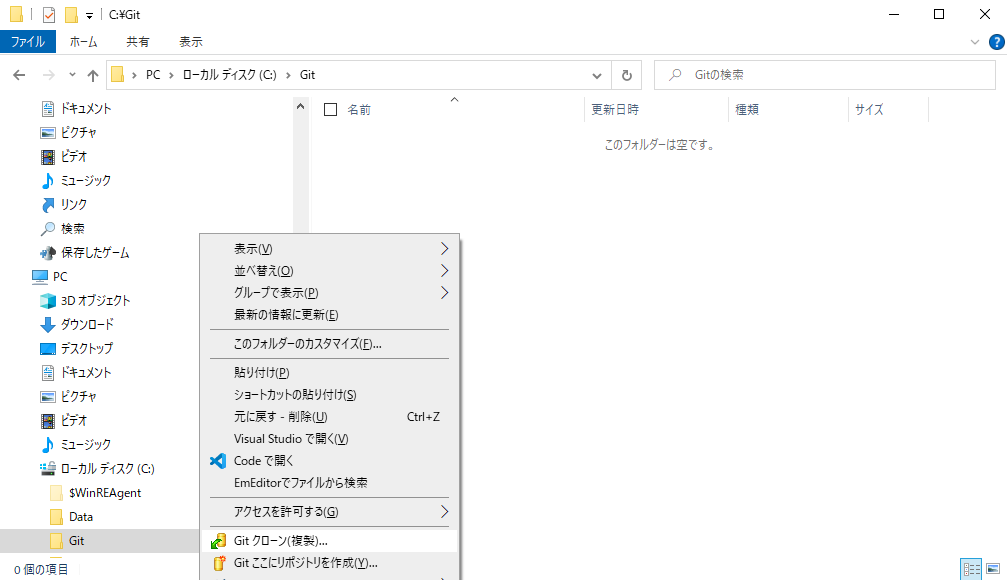 C:¥Git
ファイル ホーム 共有 表示
PC ローカル ディスク (C:) Git
Gitの検索
ドキュメント
ピクチャ
ビデオ
ミュージック
リンク
検索
保存したゲーム
PC
3D オブジェクト
ダウンロード
デスクトップ
ドキュメント
ピクチャ
ビデオ
ミュージック
ローカル ディスク (C:)
$WinREAgent
Data
Git
名前 更新日時 種類 サイズ
このフォルダーは空です。
表示(V)
並べ替え(O)
グループで表示(P)
最新の情報に更新(E)
このフォルダーのカスタマイズ(F)...
貼り付け(P)
ショートカットの貼り付け(S)
元に戻す - 削除(U) Ctrl+Z
Visual Studio で開く(V)
Code で開く
EmEditorでファイルから検索
アクセスを許可する(G)
Git クローン(複製)...
Git ここにリポジトリを作成(Y)...
0 個の項目